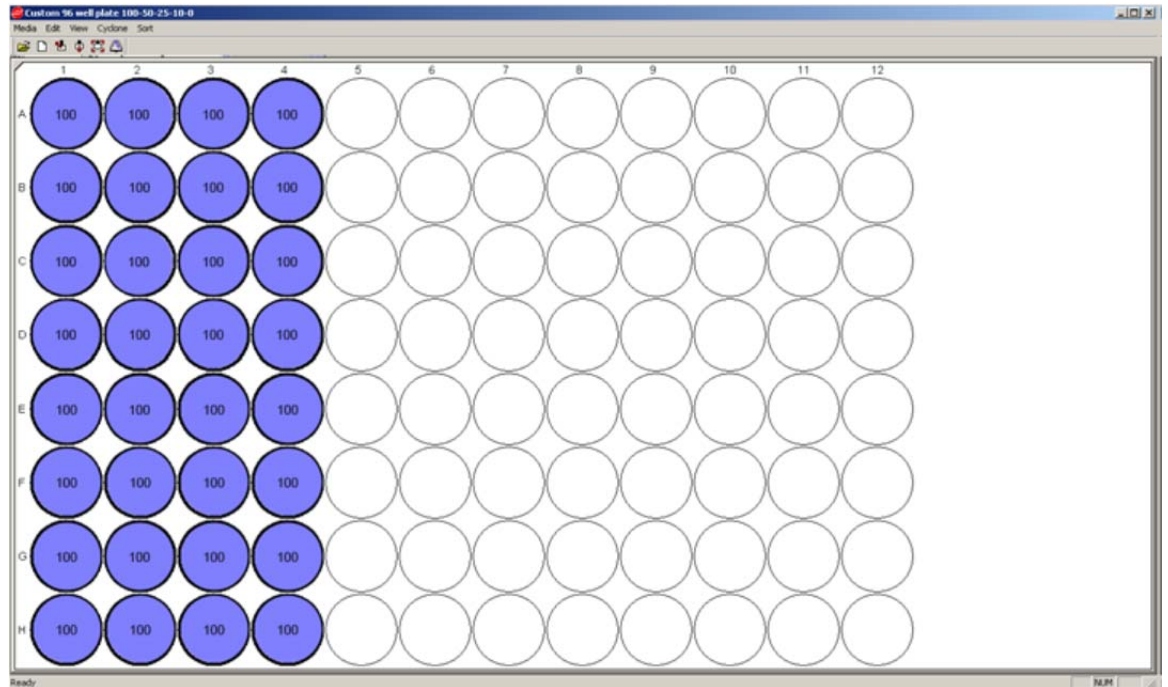 Custom 96 well plate 100-50-25-10-0
Media Edit View Cyclone Sort
1 2 3 4 5 6 7 8 9 10 11 12
A 100 100 100 100
B 100 100 100 100
C 100 100 100 100
D 100 100 100 100
E 100 100 100 100
F 100 100 100 100
G 100 100 100 100
H 100 100 100 100
Ready NUM